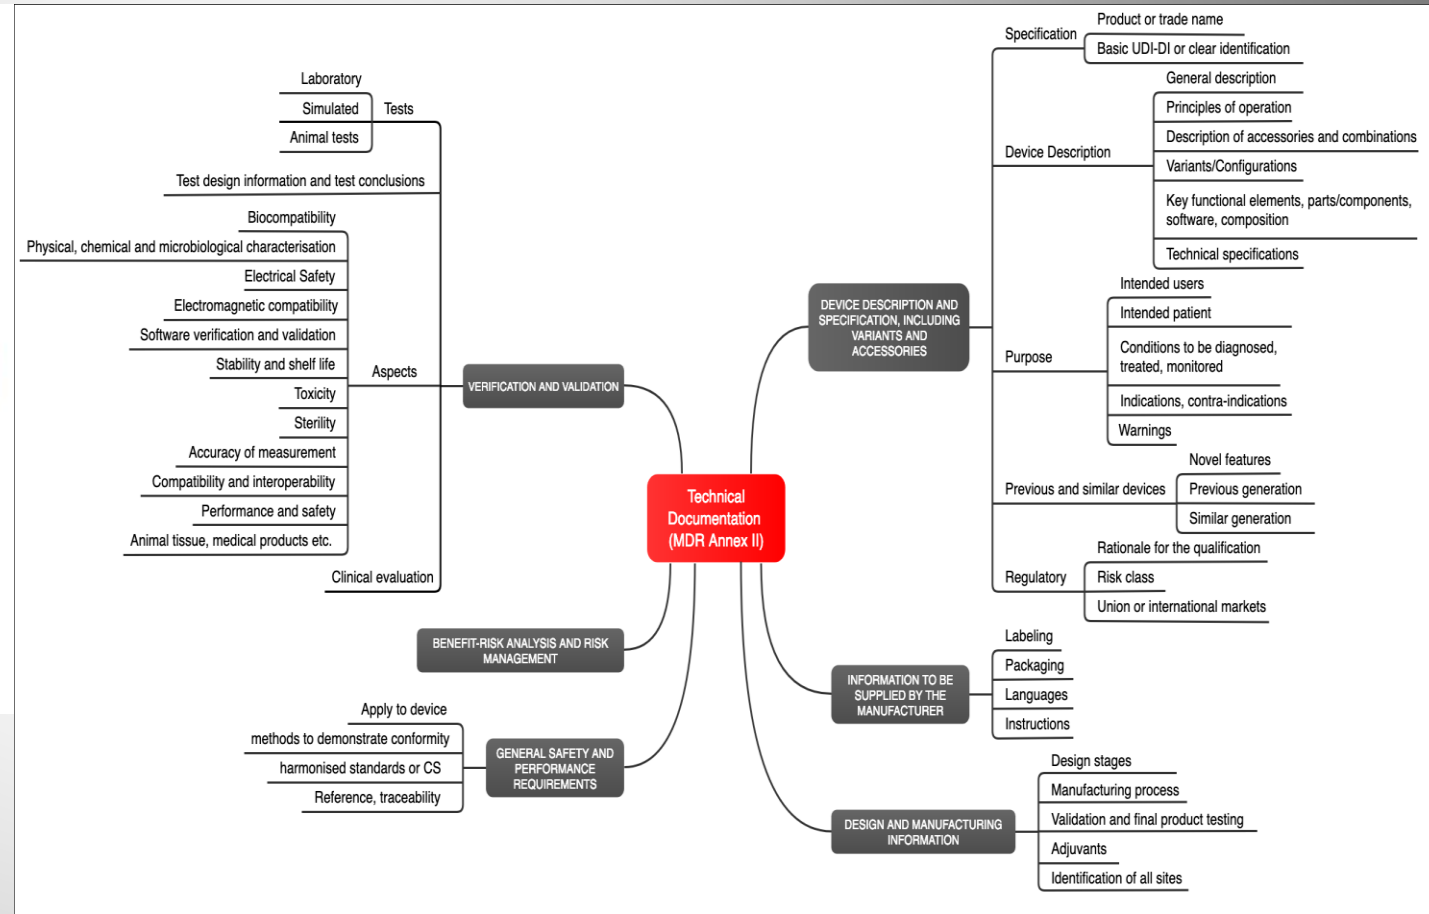 Technical
Documentation
(MDR Annex II)
DEVICE DESCRIPTION AND
SPECIFICATION, INCLUDING
VARIANTS AND
ACCESSORIES
Specification
Product or trade name
Basic UDI-DI or clear identification
Device Description
General description
Principles of operation
Description of accessories and combinations
Variants/Configurations
Key functional elements, parts/components,
software, composition
Technical specifications
Purpose
Intended users
Intended patient
Conditions to be diagnosed,
treated, monitored
Indications, contra-indications
Warnings
Previous and similar devices
Novel features
Previous generation
Similar generation
Regulatory
Rationale for the qualification
Risk class
Union or international markets
INFORMATION TO BE
SUPPLIED BY THE
MANUFACTURER
Labeling
Packaging
Languages
Instructions
DESIGN AND MANUFACTURING
INFORMATION
Design stages
Manufacturing process
Validation and final product testing
Adjuvants
Identification of all sites
GENERAL SAFETY AND
PERFORMANCE
REQUIREMENTS
Apply to device
methods to demonstrate conformity
harmonised standards or CS
Reference, traceability
BENEFIT-RISK ANALYSIS AND RISK
MANAGEMENT
VERIFICATION AND VALIDATION
Tests
Laboratory
Simulated
Animal tests
Test design information and test conclusions
Aspects
Biocompatibility
Physical, chemical and microbiological characterisation
Electrical Safety
Electromagnetic compatibility
Software verification and validation
Stability and shelf life
Toxicity
Sterility
Accuracy of measurement
Compatibility and interoperability
Performance and safety
Animal tissue, medical products etc.
Clinical evaluation